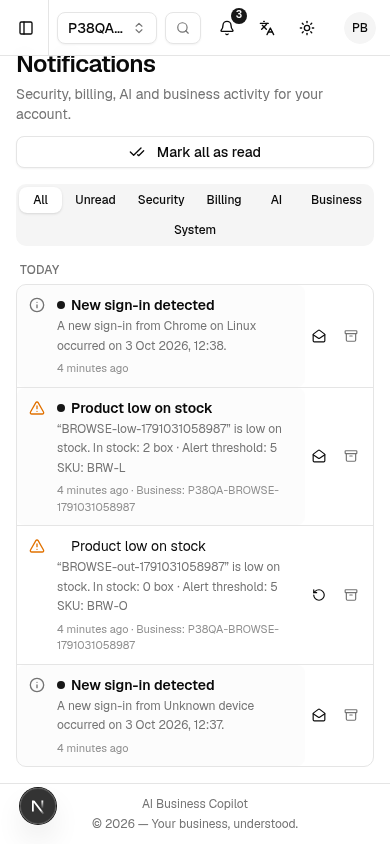 P38QA...
3
PB
Notifications
Security, billing, AI and business activity for your
account.
Mark all as read
All Unread Security Billing AI Business
System
TODAY
New sign-in detected
A new sign-in from Chrome on Linux
occurred on 3 Oct 2026, 12:38.
4 minutes ago
Product low on stock
“BROWSE-low-1791031058987” is low on
stock. In stock: 2 box · Alert threshold: 5
SKU: BRW-L
4 minutes ago · Business: P38QA-BROWSE-
1791031058987
Product low on stock
“BROWSE-out-1791031058987” is low on
stock. In stock: 0 box · Alert threshold: 5
SKU: BRW-O
4 minutes ago · Business: P38QA-BROWSE-
1791031058987
New sign-in detected
A new sign-in from Unknown device
occurred on 3 Oct 2026, 12:37.
4 minutes ago
N
AI Business Copilot
© 2026 — Your business, understood.